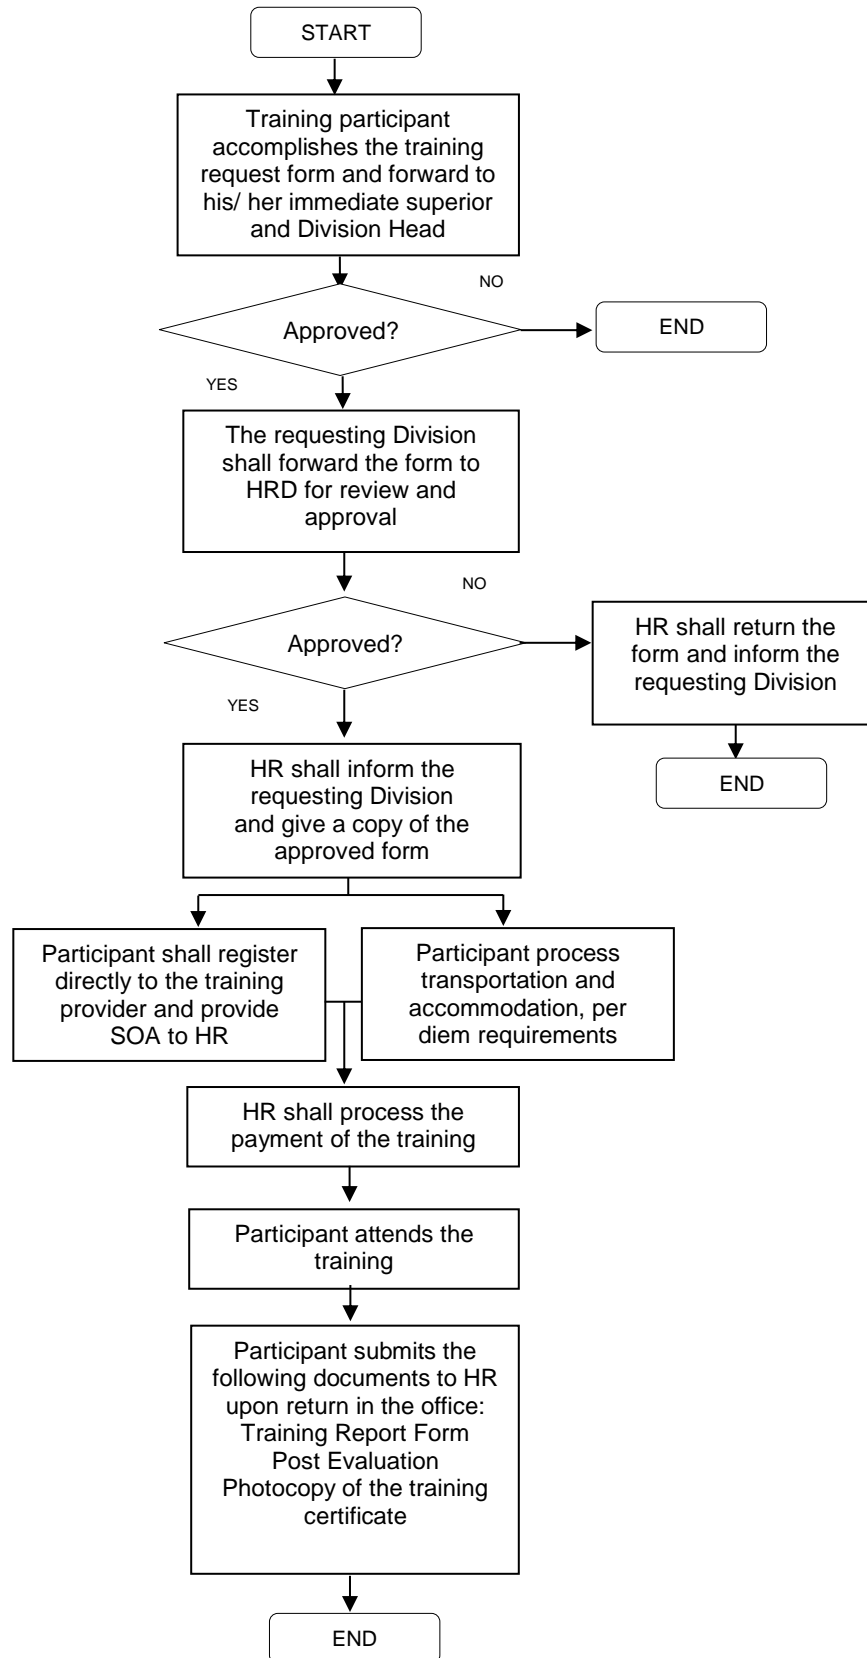 START
Training participant
accomplishes the training
request form and forward to
his/ her immediate superior
and Division Head
NO
Approved?
END
YES
The requesting Division
shall forward the form to
HRD for review and
approval
NO
Approved?
HR shall return the
form and inform the
requesting Division
YES
END
HR shall inform the
requesting Division
and give a copy of the
approved form
Participant shall register
directly to the training
provider and provide
SOA to HR
Participant process
transportation and
accommodation, per
diem requirements
HR shall process the
payment of the training
Participant attends the
training
Participant submits the
following documents to HR
upon return in the office:
Training Report Form
Post Evaluation
Photocopy of the training
certificate
END